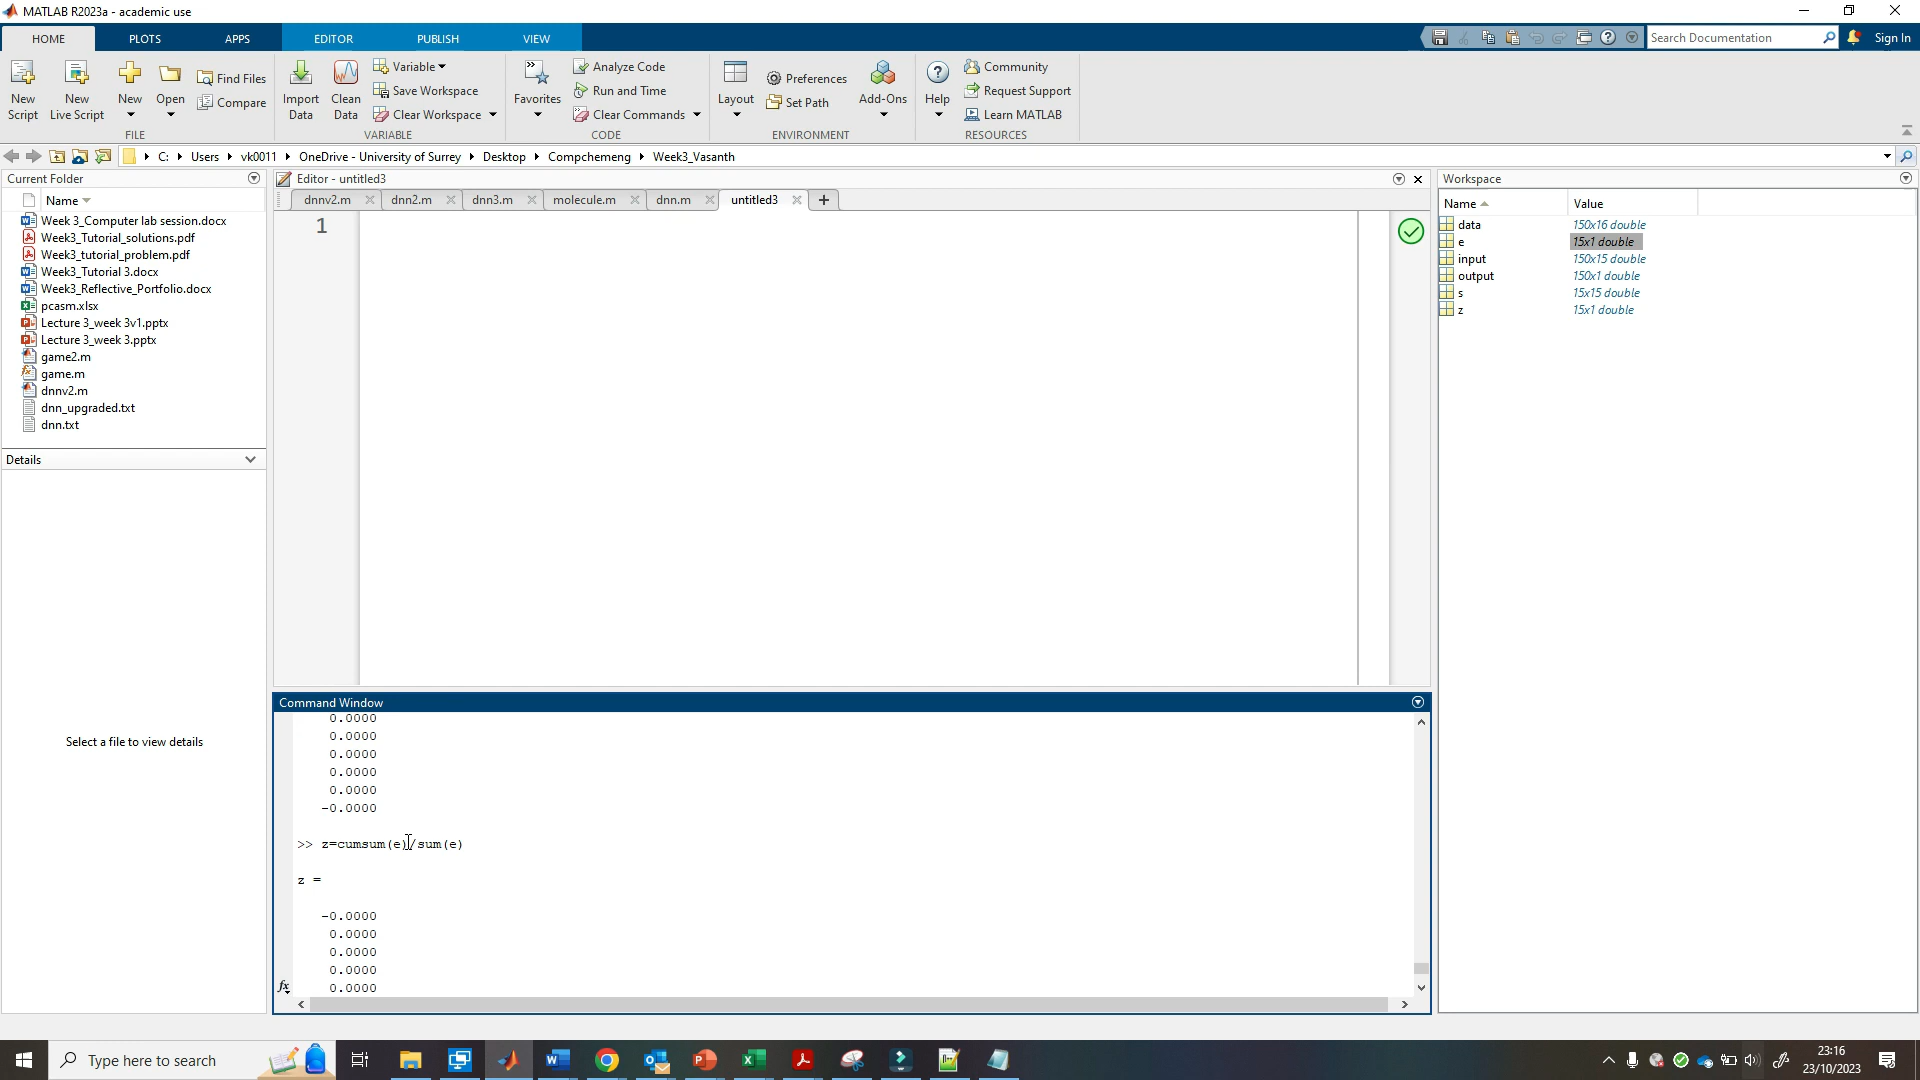 MATLAB R2023a - academic use
HOME
PLOTS
APPS
EDITOR
PUBLISH
VIEW
Search Documentation
Sign In
New Script
New Live Script
New
Open
Find Files
Compare
FILE
Import Data
Clean Data
Variable
Save Workspace
Clear Workspace
VARIABLE
Favorites
Analyze Code
Run and Time
Clear Commands
CODE
Layout
Preferences
Set Path
Add-Ons
ENVIRONMENT
Help
Community
Request Support
Learn MATLAB
RESOURCES
C: Users vk0011 OneDrive - University of Surrey Desktop Compchemeng Week3_Vasanth
Current Folder
Name
Week 3_Computer lab session.docx
Week3_Tutorial_solutions.pdf
Week3_tutorial_problem.pdf
Week3_Tutorial 3.docx
Week3_Reflective_Portfolio.docx
pcasm.xlsx
Lecture 3_week 3v1.pptx
Lecture 3_week 3.pptx
game2.m
game.m
dnnv2.m
dnn_upgraded.txt
dnn.txt
Details
Select a file to view details
Editor - untitled3
dnnv2.m
dnn2.m
dnn3.m
molecule.m
dnn.m
untitled3
1
Command Window
0.0000
0.0000
0.0000
0.0000
0.0000
-0.0000
>> z=cumsum(e)/sum(e)
z =
-0.0000
0.0000
0.0000
0.0000
0.0000
fx
Workspace
Name Value
data 150x16 double
e 15x1 double
input 150x15 double
output 150x1 double
s 15x15 double
z 15x1 double
Type here to search
23:16
23/10/2023